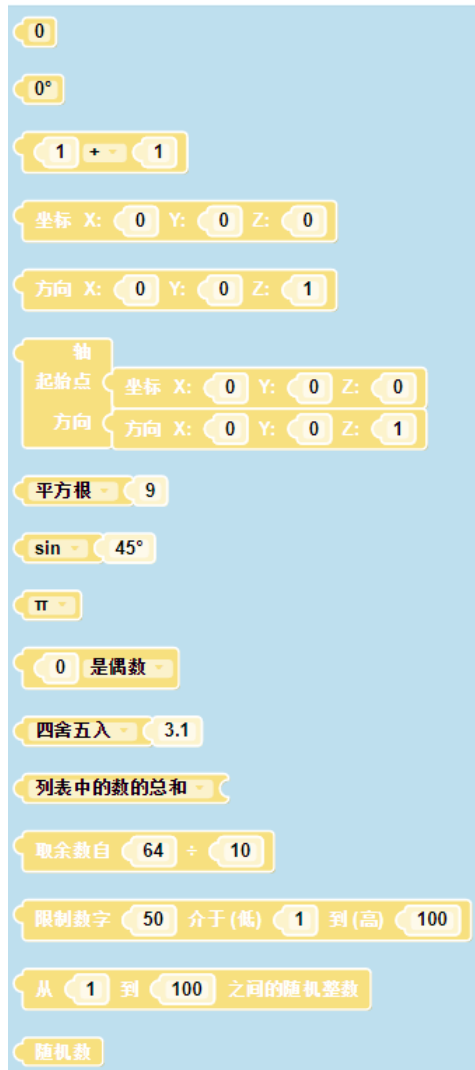 0
0°
1 + 1
坐标 X: 0 Y: 0 Z: 0
方向 X: 0 Y: 0 Z: 1
轴
起始点 坐标 X: 0 Y: 0 Z: 0
方向 方向 X: 0 Y: 0 Z: 1
平方根 9
sin 45°
π
0 是偶数
四舍五入 3.1
列表中的数的总和
取余数自 64 ÷ 10
限制数字 50 介于(低) 1 到(高) 100
从 1 到 100 之间的随机整数
随机数